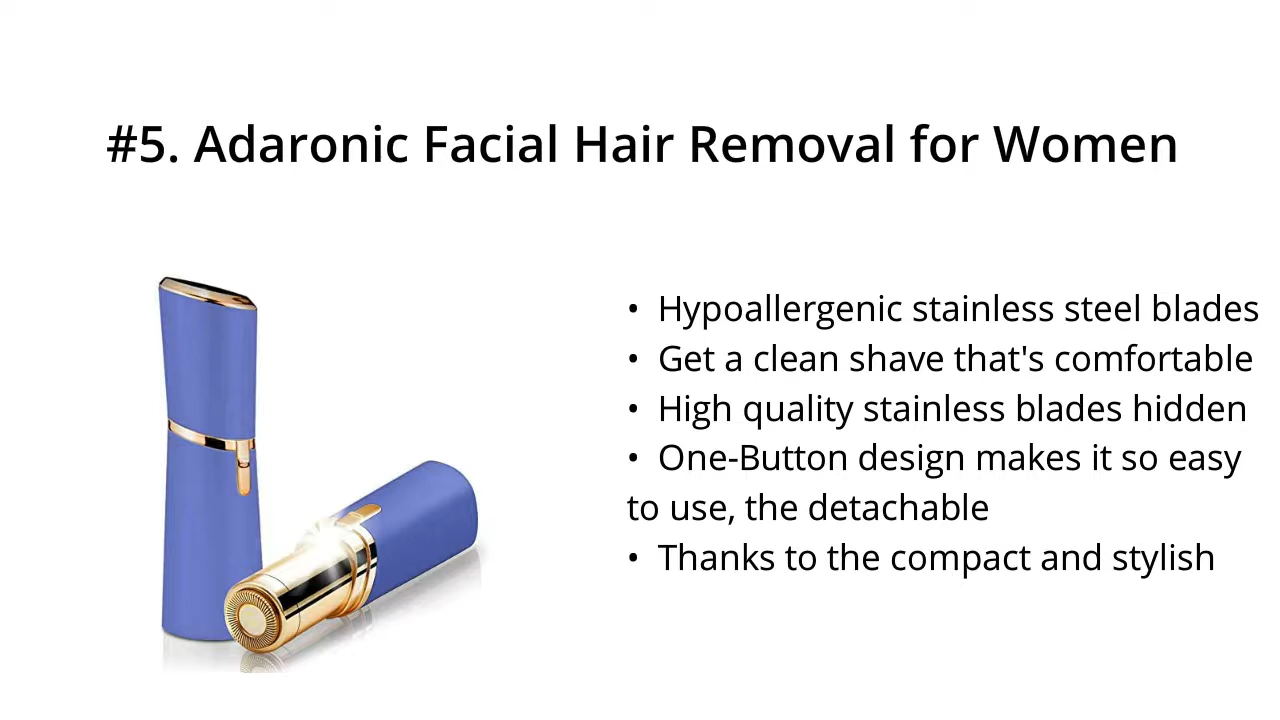 #5. Adaronic Facial Hair Removal for Women
• Hypoallergenic stainless steel blades
• Get a clean shave that's comfortable
• High quality stainless blades hidden
• One-Button design makes it so easy
to use, the detachable
• Thanks to the compact and stylish